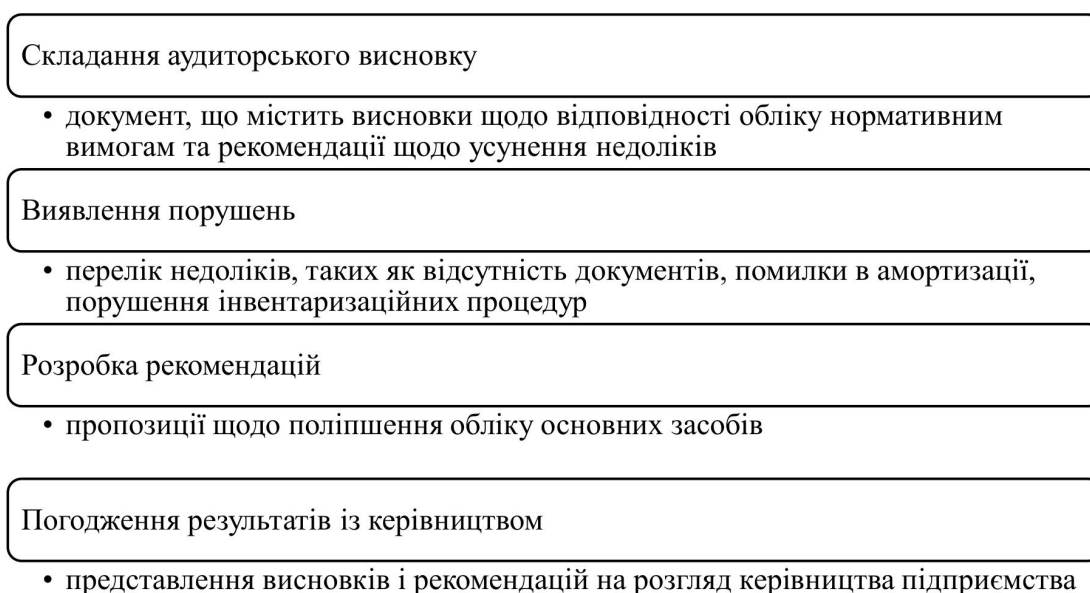 Складання аудиторського висновку
• документ, що містить висновки щодо відповідності обліку нормативним
вимогам та рекомендації щодо усунення недоліків
Виявлення порушень
• перелік недоліків, таких як відсутність документів, помилки в амортизації,
порушення інвентаризаційних процедур
Розробка рекомендацій
• пропозиції щодо поліпшення обліку основних засобів
Погодження результатів із керівництвом
• представлення висновків і рекомендацій на розгляд керівництва підприємства